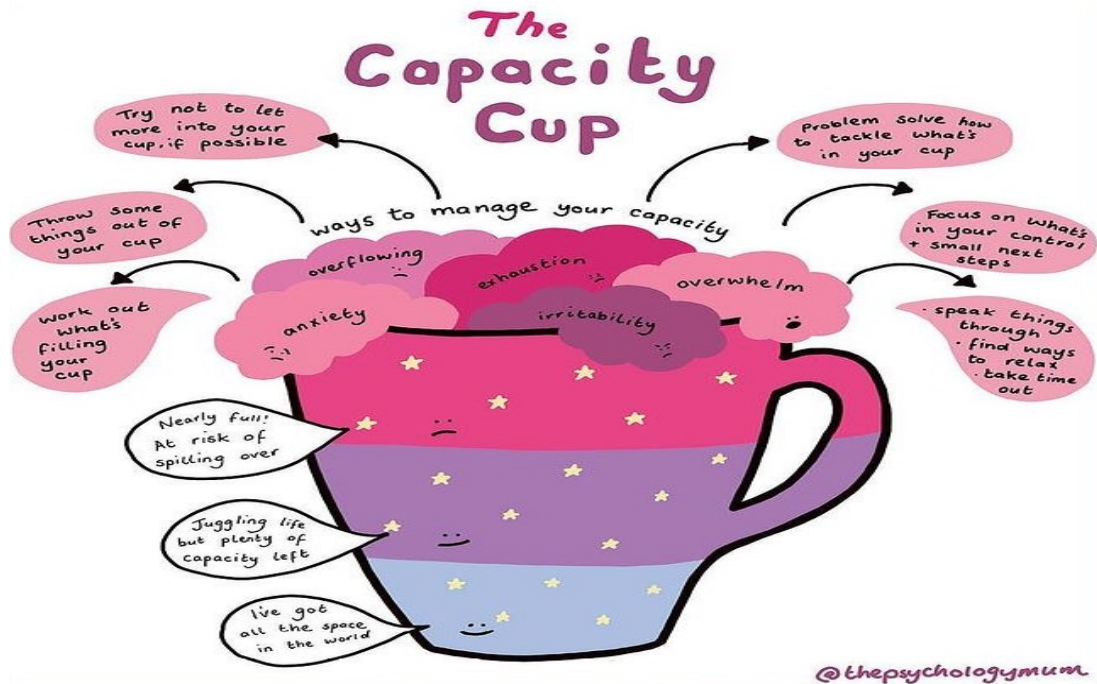 The
Capacity
Cup
Try not to let
more into your
cup, if possible
Problem solve how
to tackle what's
in your cup
Throw some
things out of
your cup
ways to manage your capacity
Focus on what's
in your control
+ small next
steps
work out
what's
filling
your
cup
overflowing
exhaustion
overwhelm
anxiety
irritability
• speak things
through
• find ways
to relax
• take time
out
Nearly full!
At risk of
spilling over
Juggling life
but plenty of
capacity left
I've got
all the space
in the world
@thepsychologymum